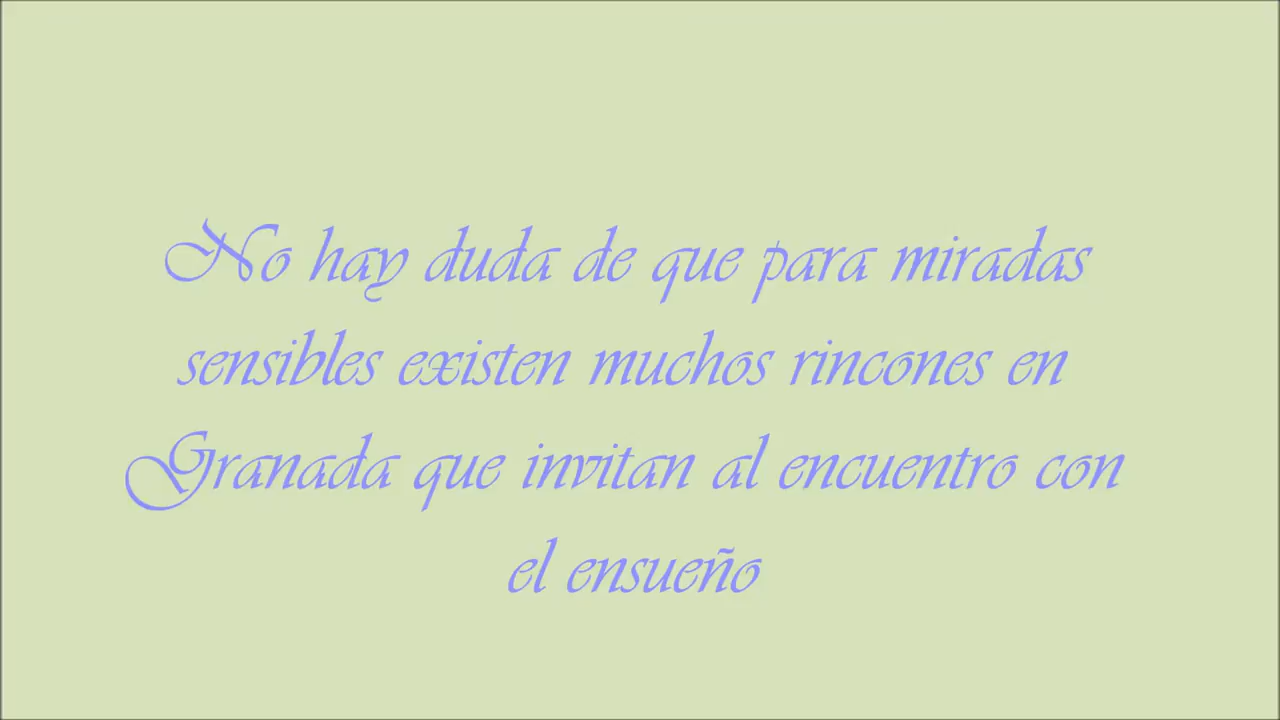 No hay duda de que para miradas
sensibles existen muchos rincones en
Granada que invitan al encuentro con
el ensueño